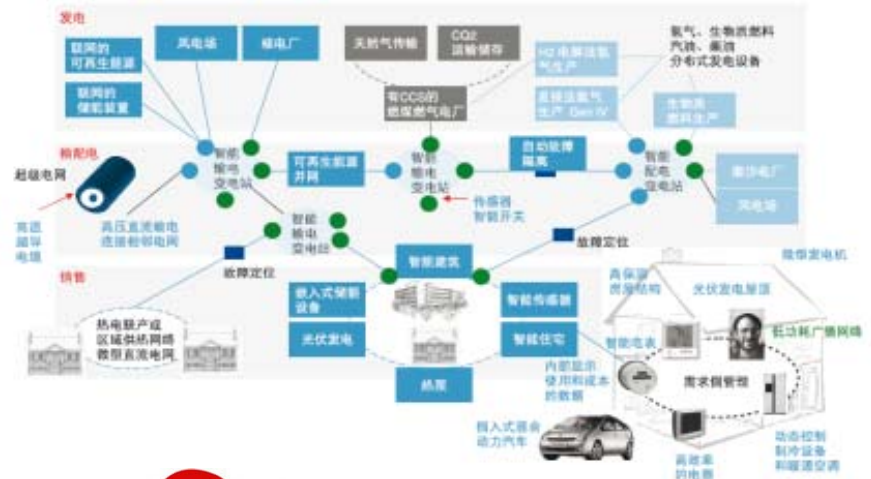 发电
联网的
可再生能源
风电场
核电厂
天然气传输
CO2
运输储存
H2 电解法氢
气生产
氢气、生物质燃料
汽油、柴油
分布式发电设备
联网的
储能装置
有CCS的
燃煤燃气电厂
直接法氢气
生产 Gen IV
生物质
燃料生产
输配电
超级电网
智能
输电
变电站
可再生能源
并网
智能
输电
变电站
自动故障
隔离
智能
配电
变电站
潮汐电厂
风电场
高温
超导
电缆
高压直流输电
连接相邻电网
传感器
智能开关
智能
输电
变电站
故障定位
故障定位
销售
智能建筑
嵌入式储能
设备
智能传感器
光伏发电
智能住宅
热泵
热电联产或
区域供热网络
微型直流电网
微型发电机
高保温
房屋结构
光伏发电屋顶
智能电表
低功耗广播网络
内部显示
使用和成本
的数据
需求侧管理
插入式混合
动力汽车
高效率
的电器
动态控制
制冷设备
和暖通空调